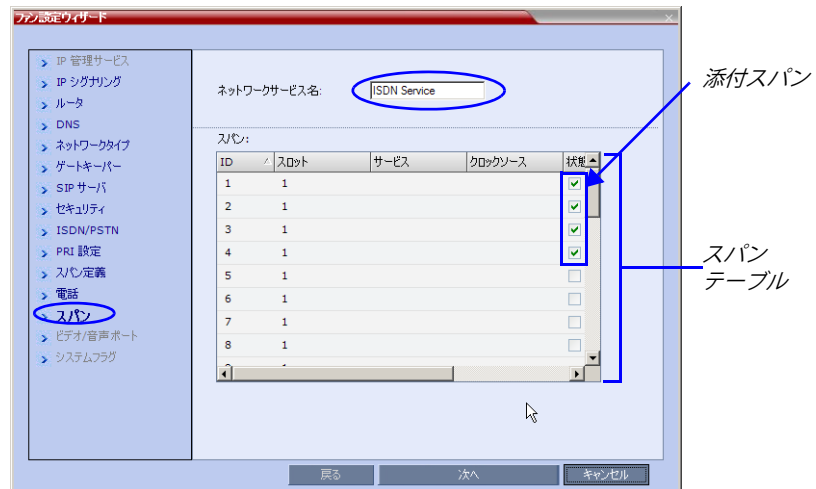 ファン設定ウィザード
IP 管理サービス
IP シグナリング
ルータ
DNS
ネットワークタイプ
ゲートキーパー
SIP サーバ
セキュリティ
ISDN/PSTN
PRI 設定
スパン定義
電話
スパン
ビデオ/音声ポート
システムフラグ
ネットワークサービス名:
ISDN Service
スパン:
ID スロット サービス クロックソース 状態
1 1
2 1
3 1
4 1
5 1
6 1
7 1
8 1
戻る 次へ キャンセル
添付スパン
スパン
テーブル